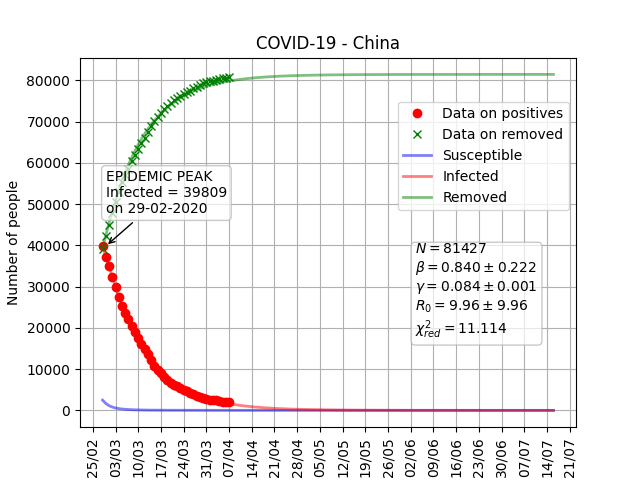 COVID-19 - China
Number of people
80000
70000
60000
50000
40000
30000
20000
10000
0
EPIDEMIC PEAK
Infected = 39809
on 29-02-2020
Data on positives
Data on removed
Susceptible
Infected
Removed
N = 81427
β = 0.840 ± 0.222
γ = 0.084 ± 0.001
R₀ = 9.96 ± 9.96
χ²red = 11.114
25/02 03/03 10/03 17/03 24/03 31/03 07/04 14/04 21/04 28/04 05/05 12/05 19/05 26/05 02/06 09/06 16/06 23/06 30/06 07/07 14/07 21/07